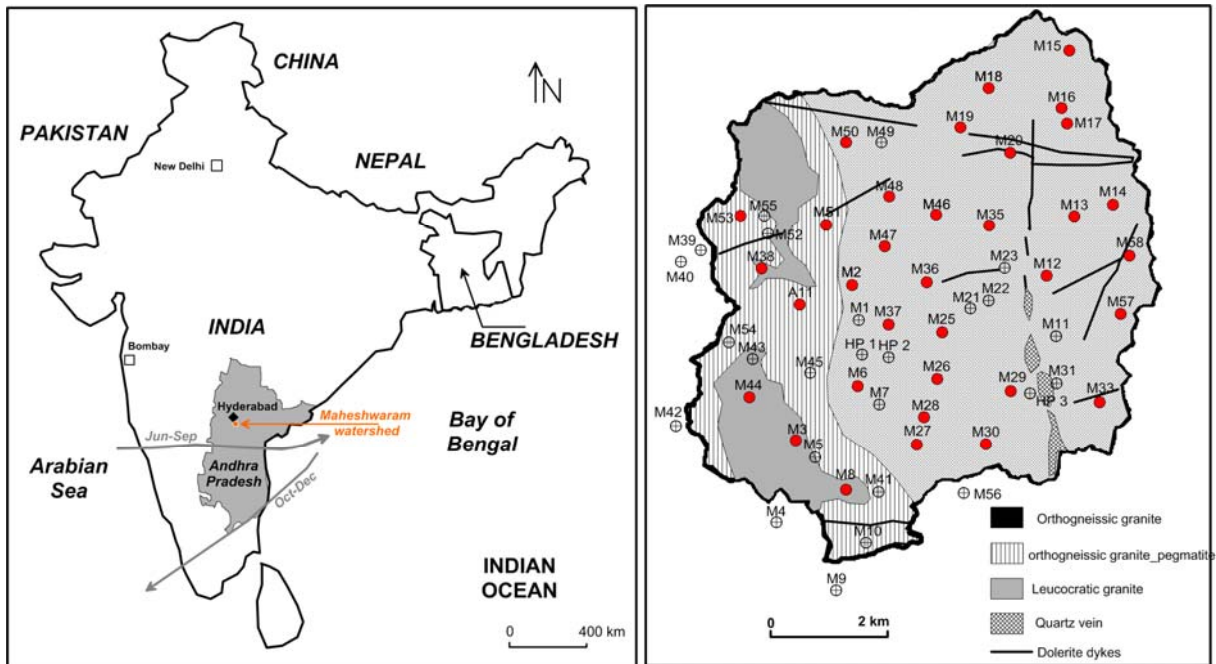 CHINA
N
PAKISTAN
NEPAL
New Delhi
INDIA
BENGLADESH
Bombay
Hyderabad
Maheshwaram
watershed
Bay of
Bengal
Jun-Sep
Arabian
Sea
Andhra
Pradesh
Oct-Dec
INDIAN
OCEAN
0 400 km
M15
M18
M16
M19
M17
M50 M49
M20
M48
M14
M46
M13
M55
M53
M51
M35
M52
M47
M58
M39
M23
M40
M38
M12
M2
M36
M22
A11
M21
M57
M1
M37
M25
M11
M54
HP 1 HP 2
M43
M45
M26
M31
M6
M29
M44
M7
HP 3
M33
M28
M42
M3
M27
M30
M5
M8
M41
M56
M4
M10
M9
Orthogneissic granite
orthogneissic granite_pegmatite
Leucocratic granite
Quartz vein
Dolerite dykes
0 2 km